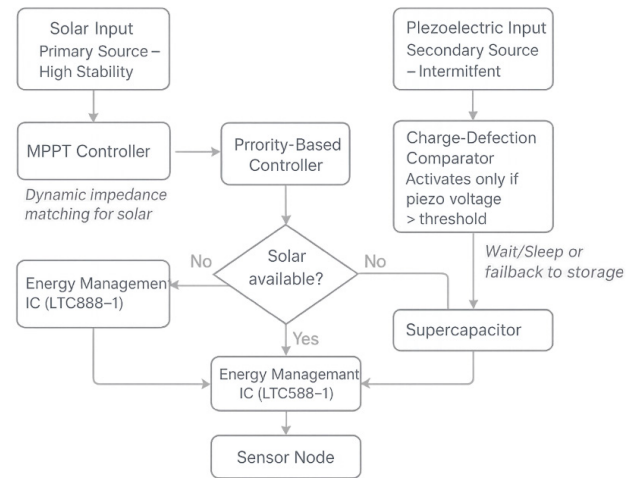 Solar Input
Primary Source –
High Stability
Piezoelectric Input
Secondary Source
– Intermitfent
MPPT Controller
Prrority-Based
Controller
Charge-Defection
Comparator
Activates only if
piezo voltage
> threshold
Dynamic impedance
matching for solar
Solar
available?
No
No
Wait/Sleep or
failback to storage
Energy Management
IC (LTC888–1)
Supercapacitor
Yes
Energy Managemant
IC (LTC588–1)
Sensor Node